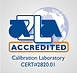 A2LA
ACCREDITED
Calibration Laboratory
CERT#2820.01